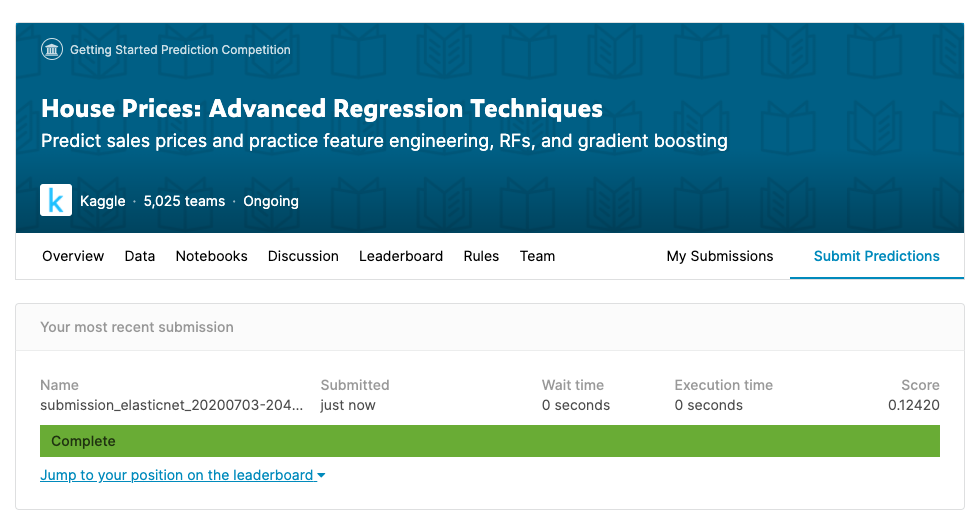 Getting Started Prediction Competition
House Prices: Advanced Regression Techniques
Predict sales prices and practice feature engineering, RFs, and gradient boosting
k Kaggle · 5,025 teams · Ongoing
Overview Data Notebooks Discussion Leaderboard Rules Team My Submissions Submit Predictions
Your most recent submission
Name Submitted Wait time Execution time Score
submission_elasticnet_20200703-204... just now 0 seconds 0 seconds 0.12420
Complete
Jump to your position on the leaderboard